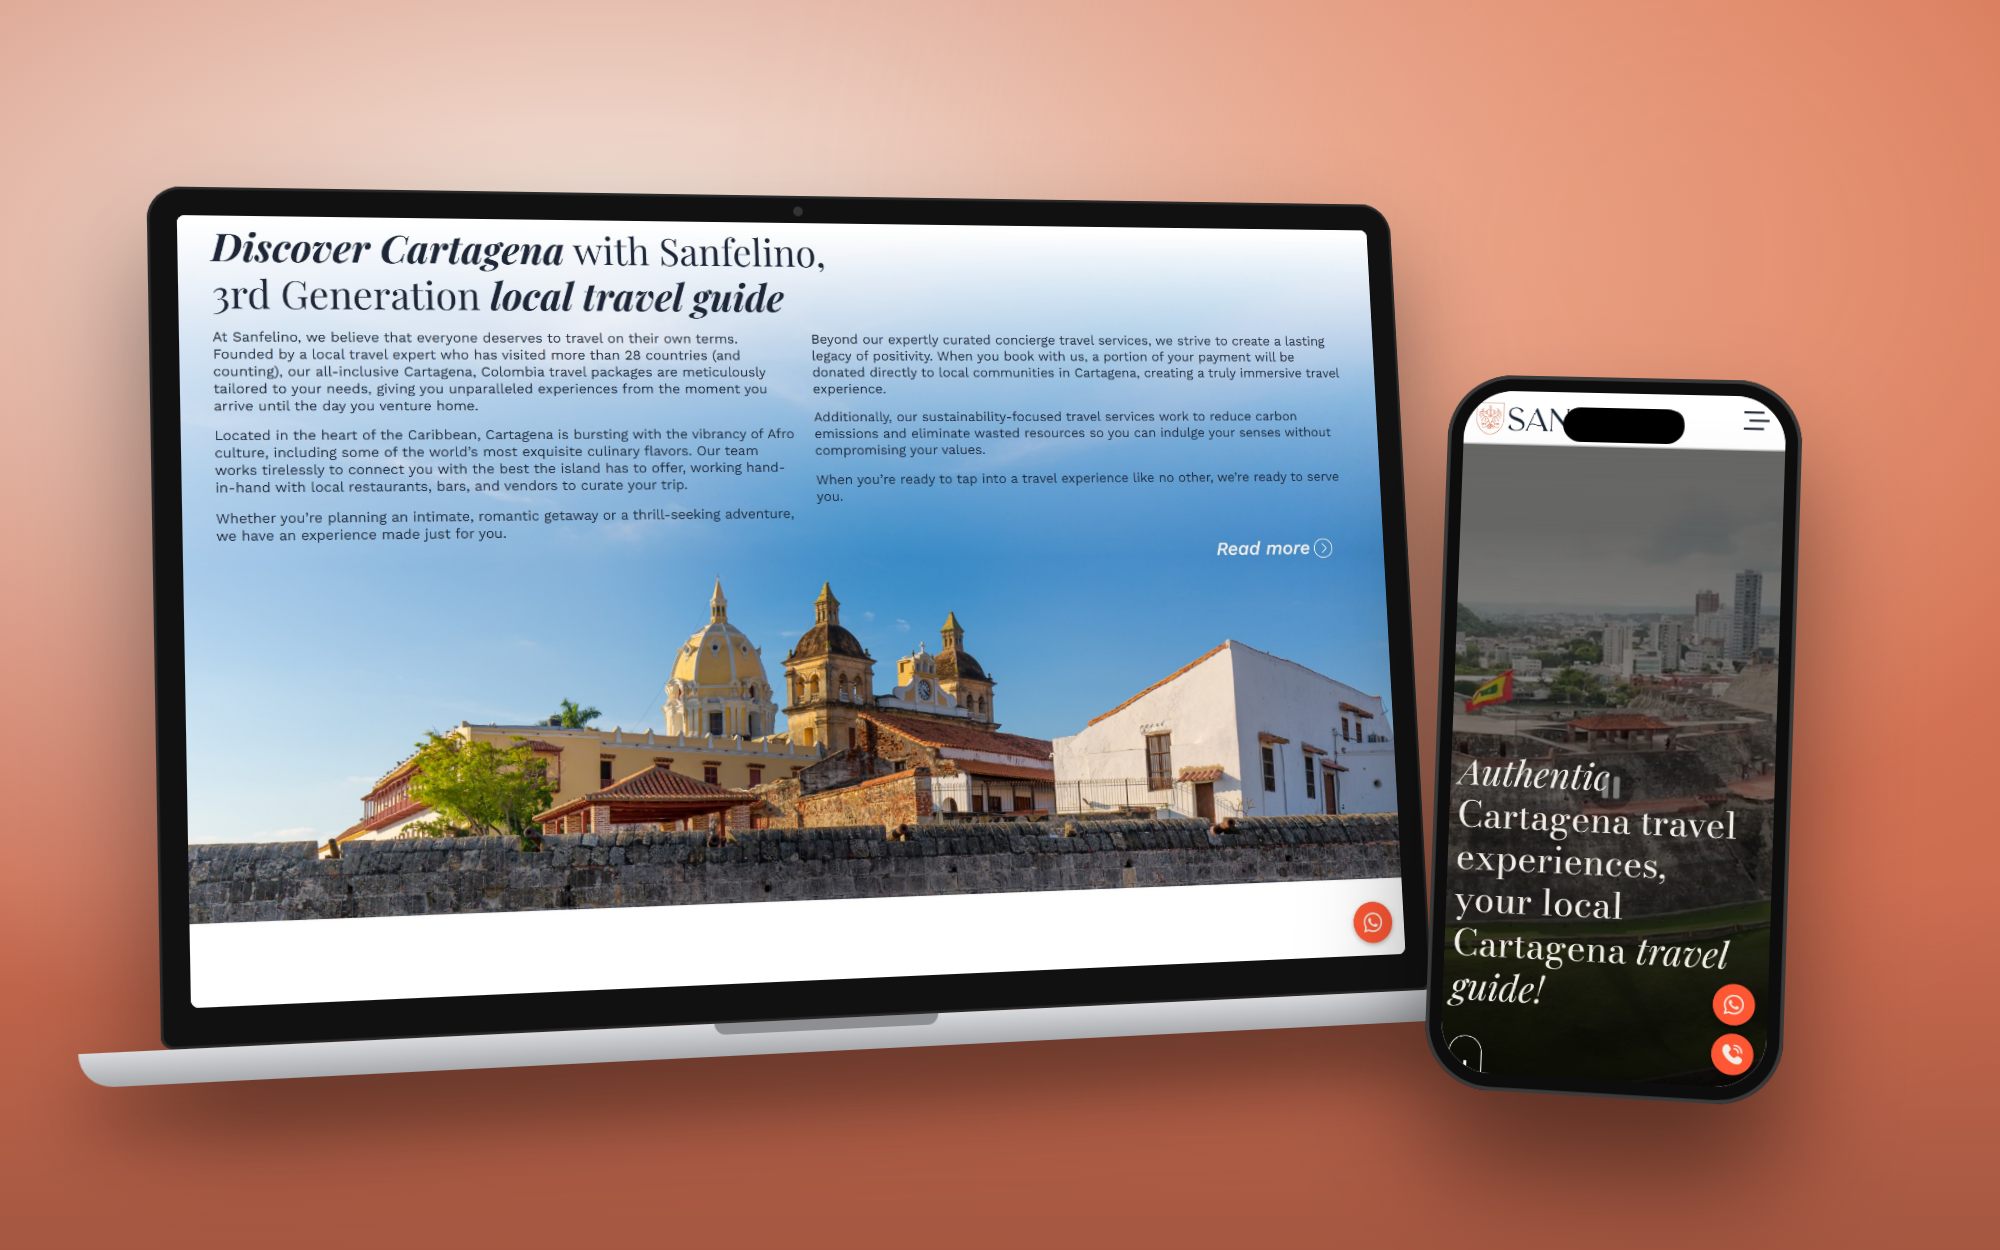 Discover Cartagena with Sanfelino,
3rd Generation local travel guide
At Sanfelino, we believe that everyone deserves to travel on their own terms.
Founded by a local travel expert who has visited more than 28 countries (and
counting), our all-inclusive Cartagena, Colombia travel packages are meticulously
tailored to your needs, giving you unparalleled experiences from the moment you
arrive until the day you venture home.
Located in the heart of the Caribbean, Cartagena is bursting with the vibrancy of Afro
culture, including some of the world's most exquisite culinary flavors. Our team
works tirelessly to connect you with the best the island has to offer, working hand-
in-hand with local restaurants, bars, and vendors to curate your trip.
Whether you're planning an intimate, romantic getaway or a thrill-seeking adventure,
we have an experience made just for you.
Beyond our expertly curated concierge travel services, we strive to create a lasting
legacy of positivity. When you book with us, a portion of your payment will be
donated directly to local communities in Cartagena, creating a truly immersive travel
experience.
Additionally, our sustainability-focused travel services work to reduce carbon
emissions and eliminate wasted resources so you can indulge your senses without
compromising your values.
When you're ready to tap into a travel experience like no other, we're ready to serve
you.
Read more
SAN
Authentic
Cartagena travel
experiences,
your local
Cartagena travel
guide!